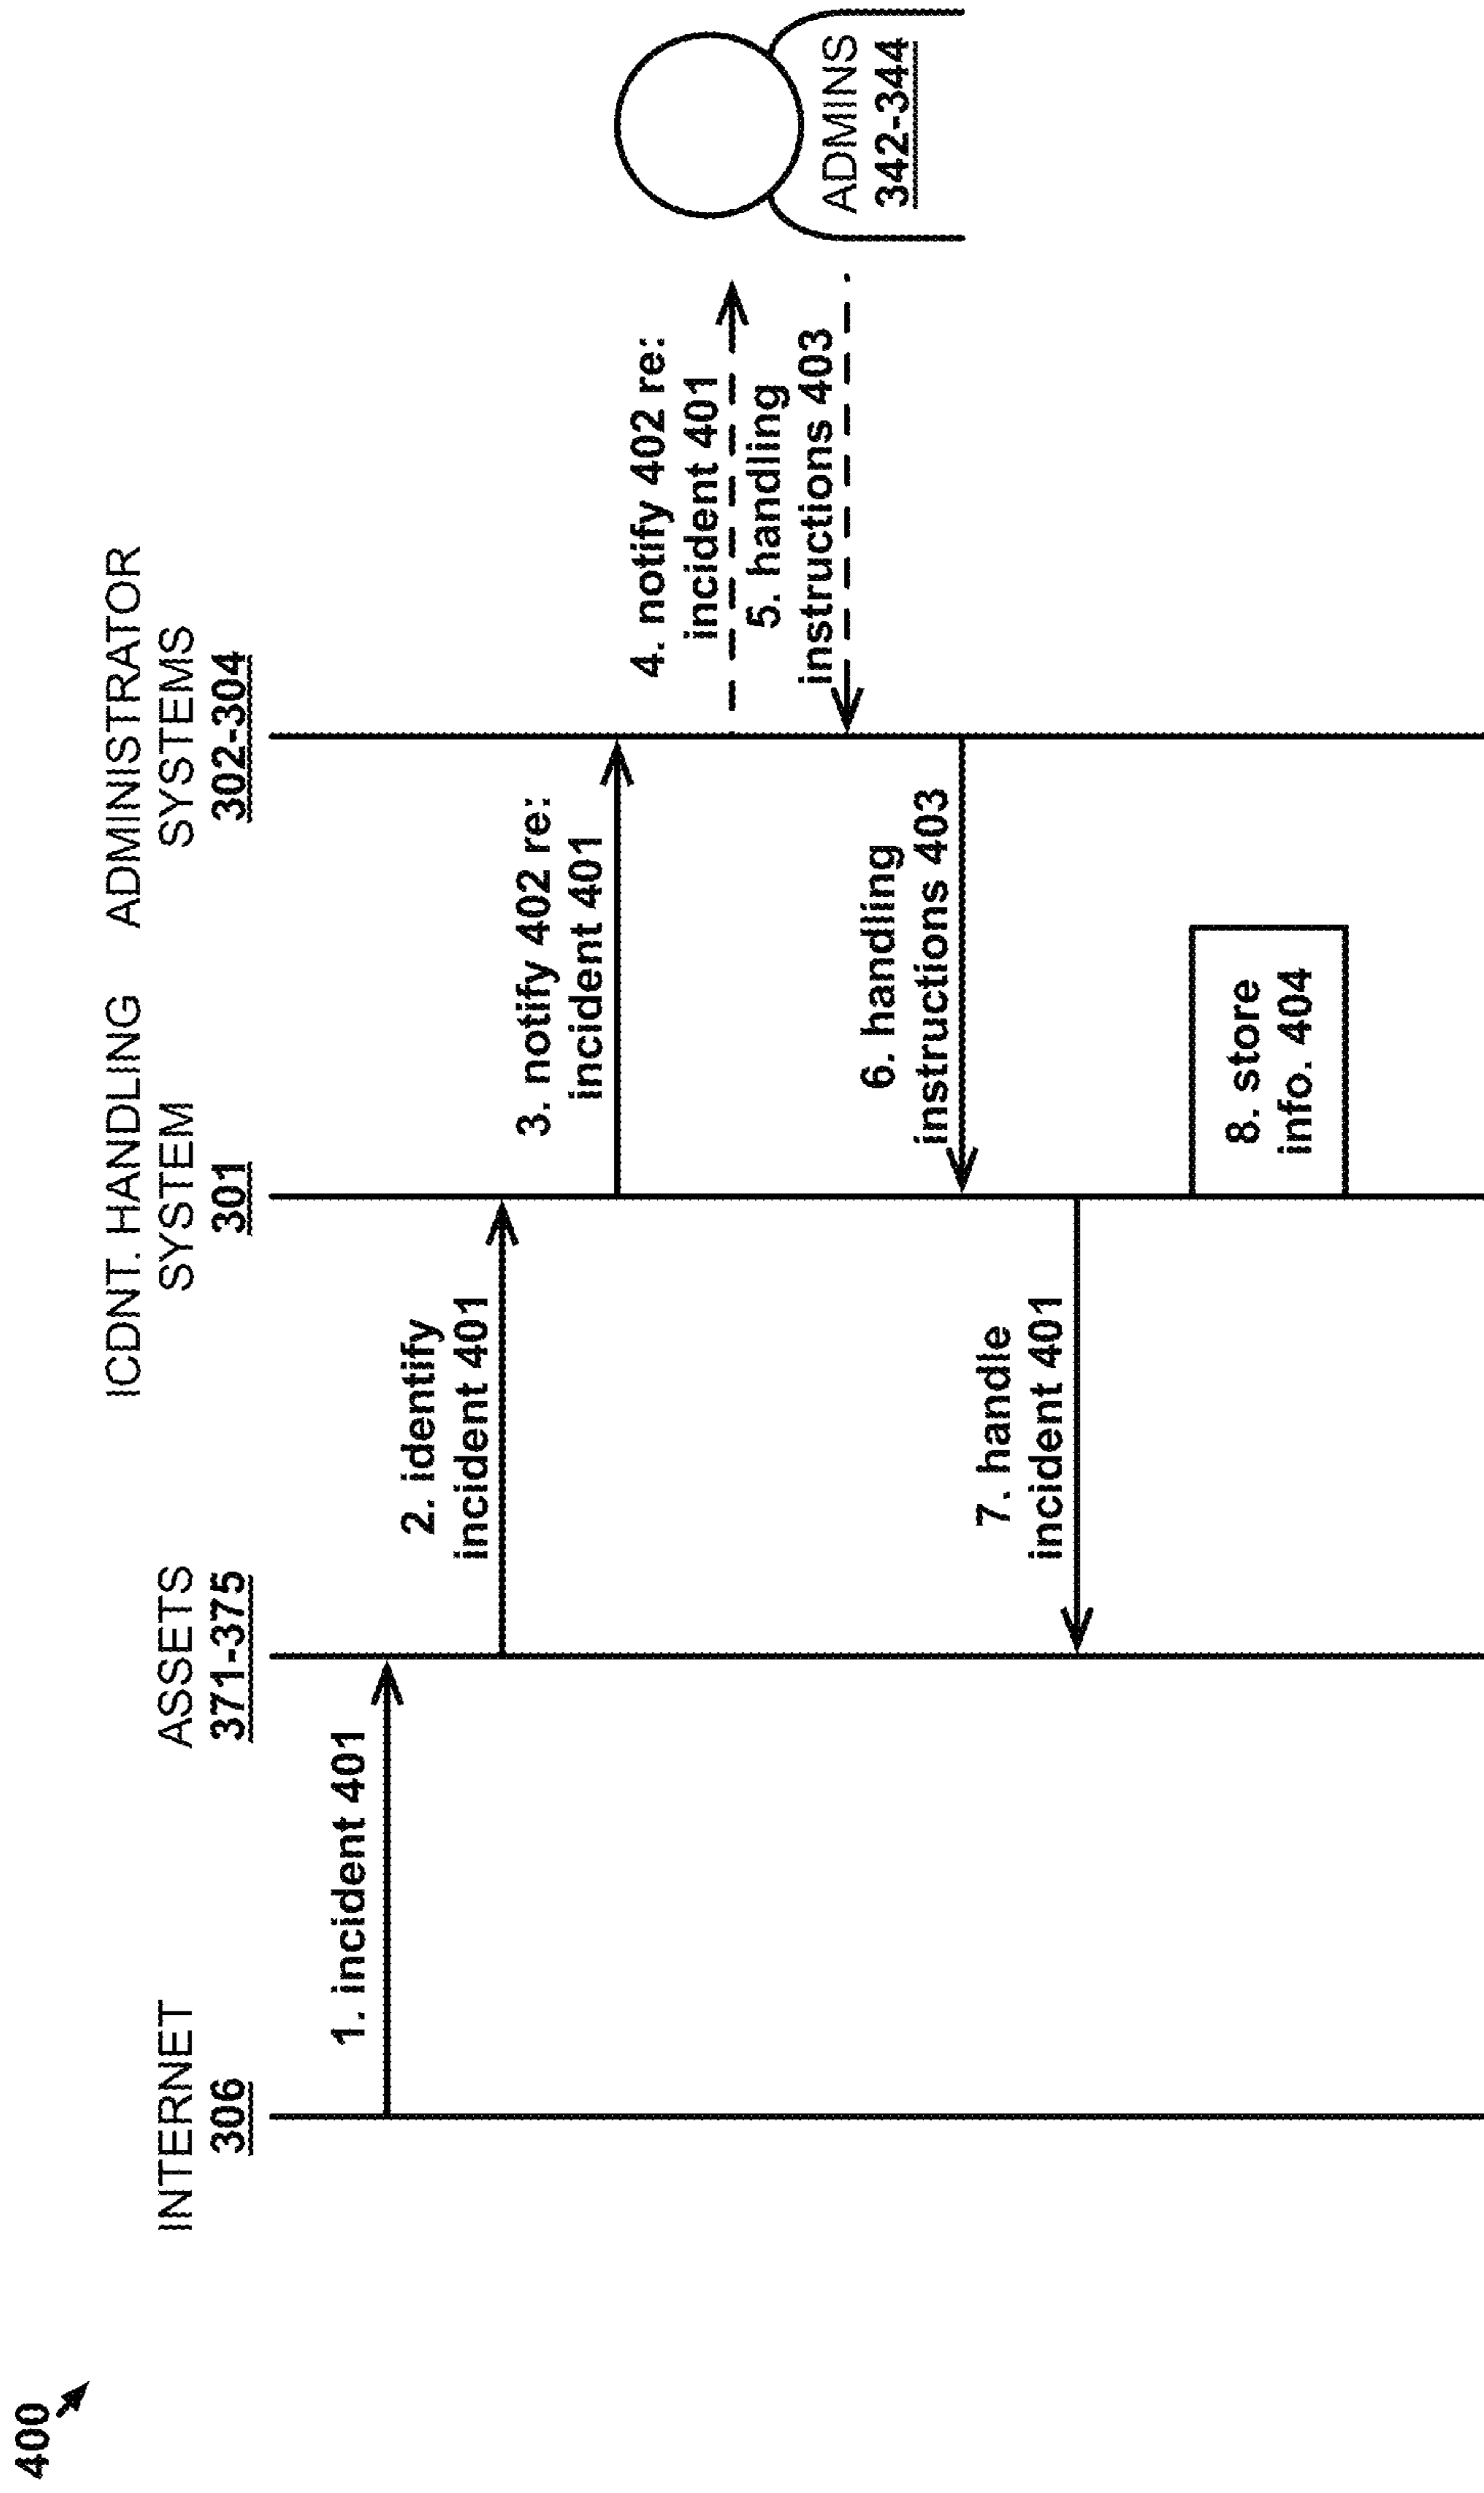 400
INTERNET
306
ASSETS
371-375
ICDNT. HANDLING
SYSTEM
301
ADMINISTRATOR
SYSTEMS
302-304
1. incident 401
2. identify
incident 401
3. notify 402 re:
incident 401
4. notify 402 re:
incident 401
5. handling
instructions 403
ADMINS
342-344
6. handling
instructions 403
7. handle
incident 401
8. store
info. 404